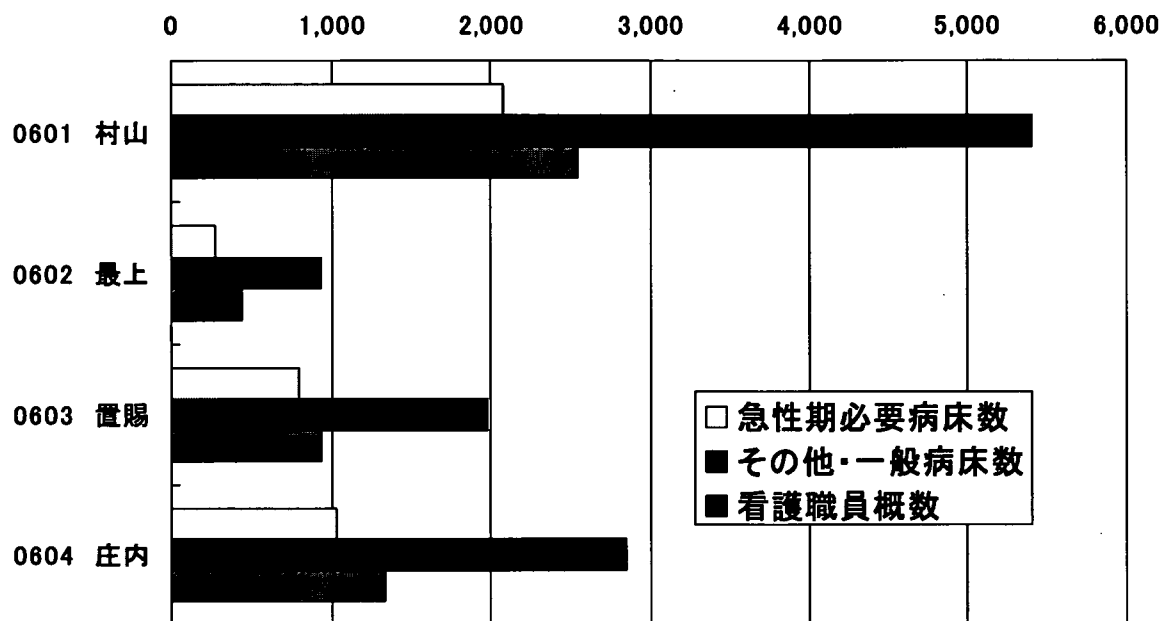 0 1,000 2,000 3,000 4,000 5,000 6,000
0601 村山
0602 最上
0603 置賜
0604 庄内
□急性期必要病床数
■その他・一般病床数
■看護職員概数